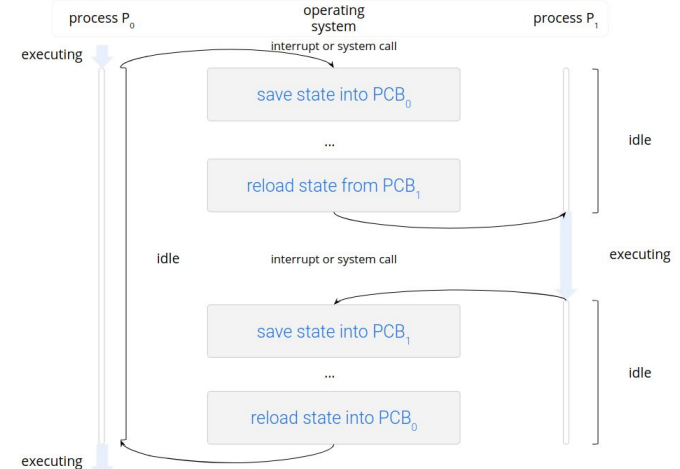 process P0
operating
system
process P1
executing
interrupt or system call
save state into PCB0
...
idle
reload state from PCB1
idle
interrupt or system call
executing
save state into PCB1
...
idle
reload state into PCB0
executing